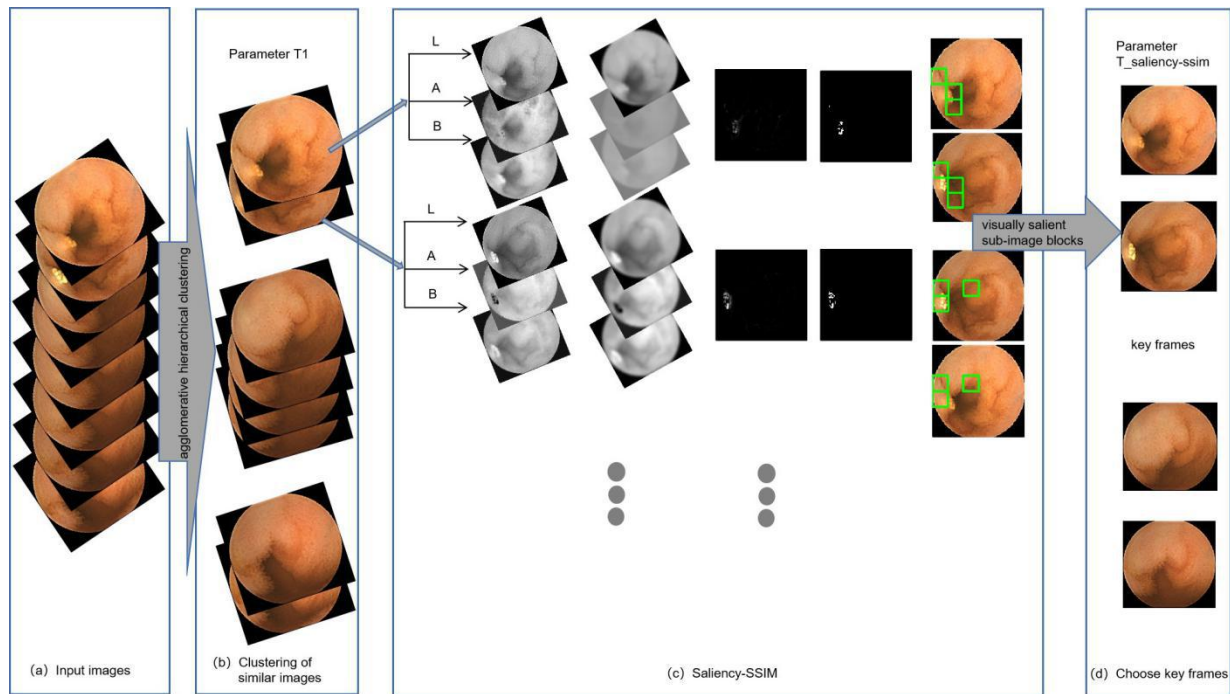 Parameter T1
L
A
B
L
A
B
agglomerative hierarchical clustering
visually salient
sub-image blocks
Parameter
T_saliency-ssim
key frames
(a) Input images
(b) Clustering of
similar images
(c) Saliency-SSIM
(d) Choose key frames